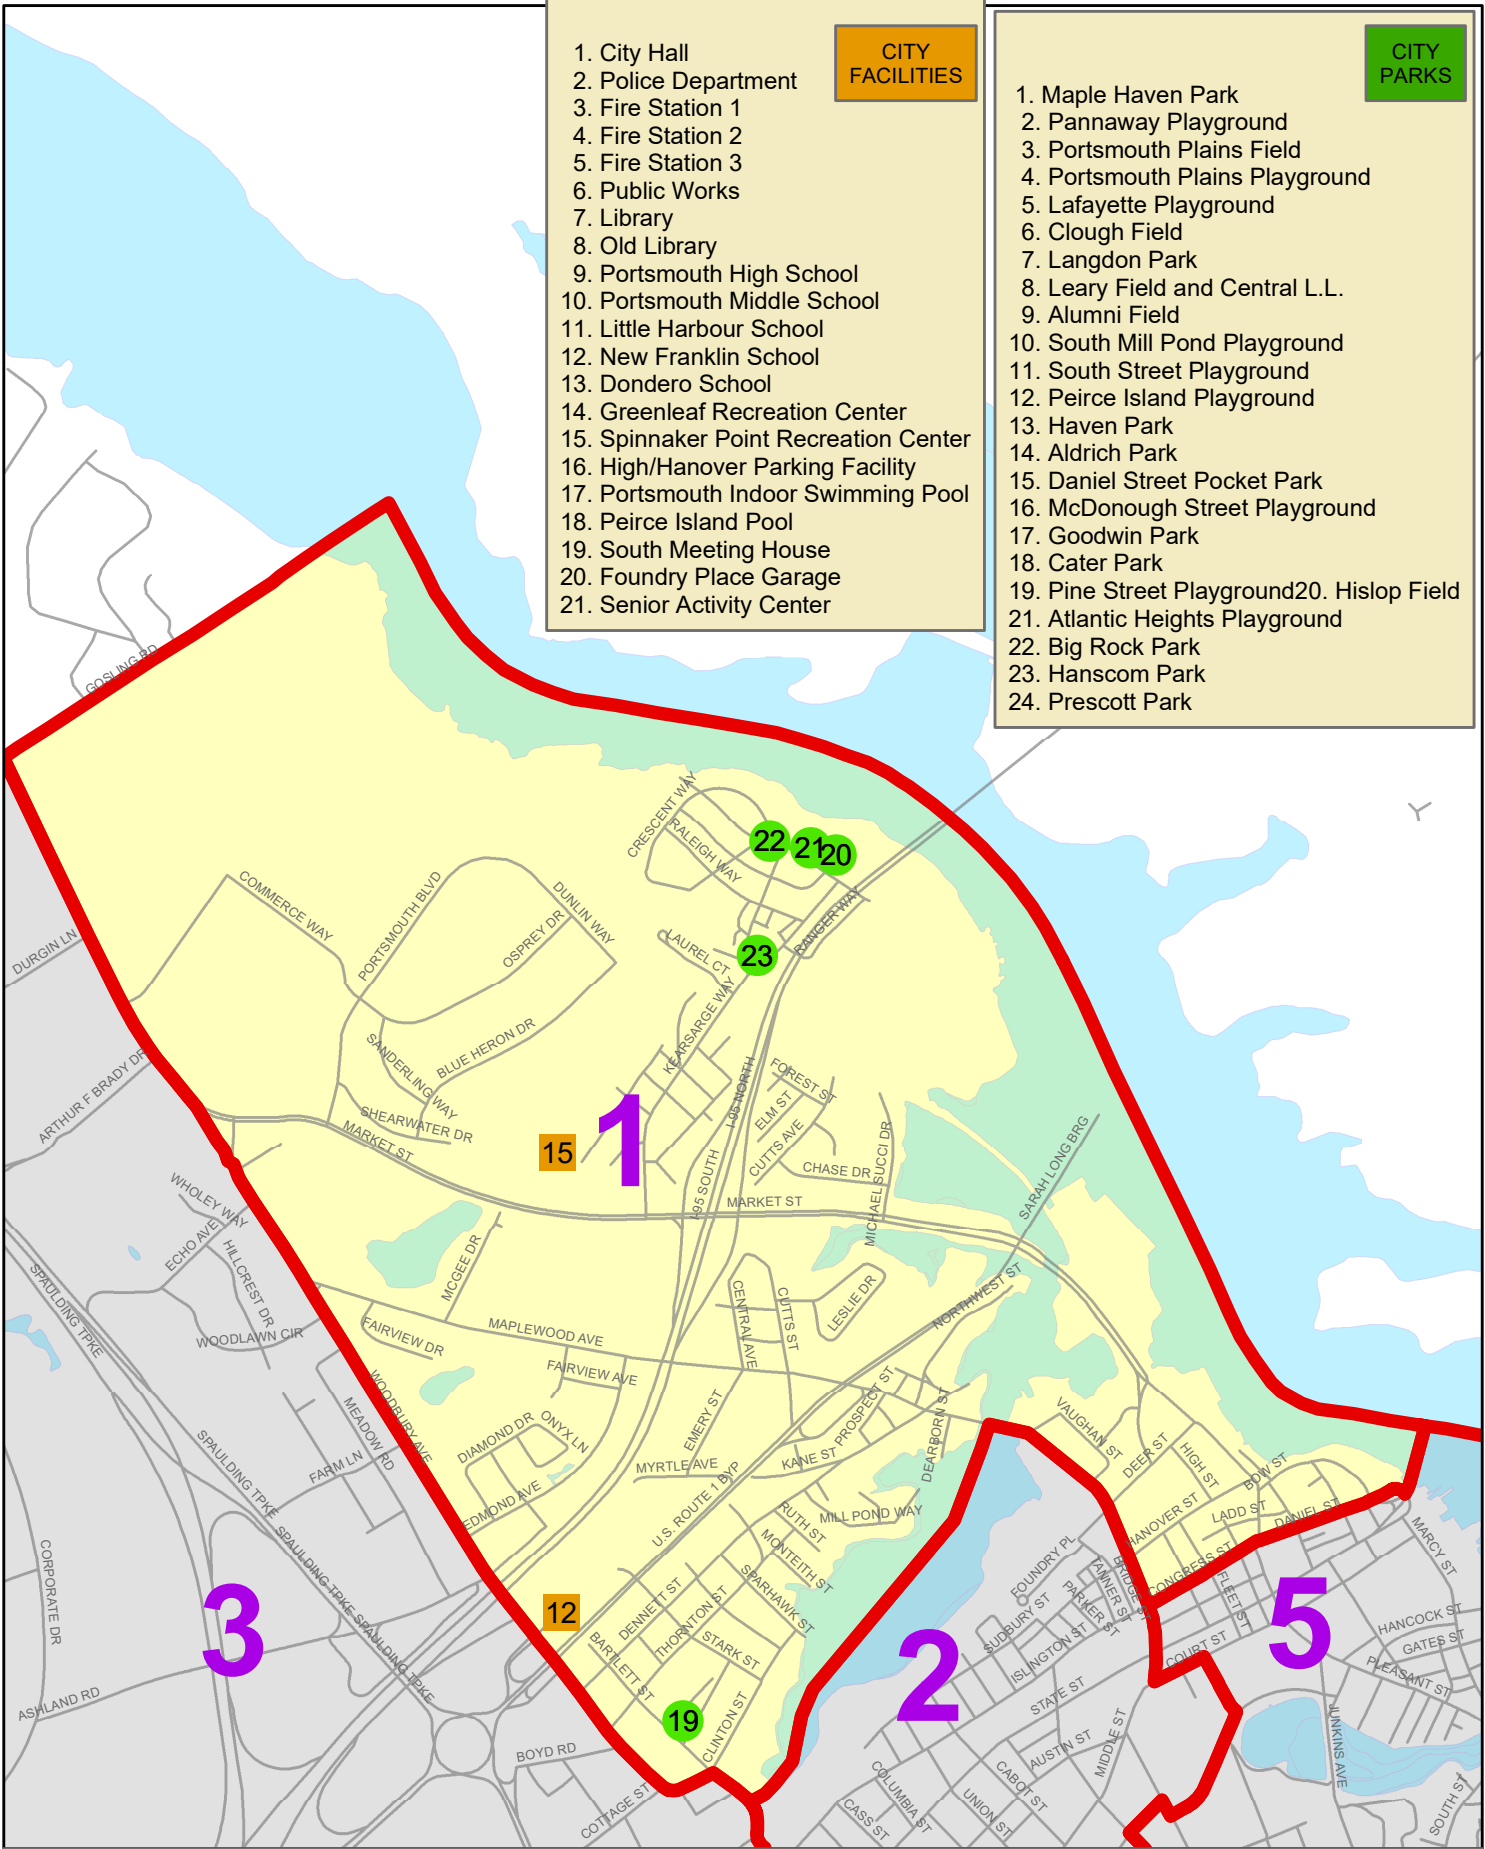 1. City Hall
2. Police Department
3. Fire Station 1
4. Fire Station 2
5. Fire Station 3
6. Public Works
7. Library
8. Old Library
9. Portsmouth High School
10. Portsmouth Middle School
11. Little Harbour School
12. New Franklin School
13. Dondero School
14. Greenleaf Recreation Center
15. Spinnaker Point Recreation Center
16. High/Hanover Parking Facility
17. Portsmouth Indoor Swimming Pool
18. Peirce Island Pool
19. South Meeting House
20. Foundry Place Garage
21. Senior Activity Center
CITY
FACILITIES
CITY
PARKS
1. Maple Haven Park
2. Pannaway Playground
3. Portsmouth Plains Field
4. Portsmouth Plains Playground
5. Lafayette Playground
6. Clough Field
7. Langdon Park
8. Leary Field and Central L.L.
9. Alumni Field
10. South Mill Pond Playground
11. South Street Playground
12. Peirce Island Playground
13. Haven Park
14. Aldrich Park
15. Daniel Street Pocket Park
16. McDonough Street Playground
17. Goodwin Park
18. Cater Park
19. Pine Street Playground20. Hislop Field
21. Atlantic Heights Playground
22. Big Rock Park
23. Hanscom Park
24. Prescott Park
GOSLING RD
CRESCENT WAY
RALEIGH WAY
22
21
20
COMMERCE WAY
PORTSMOUTH BLVD
DUNLIN WAY
OSPREY DR
RANGER WAY
LAUREL CT
23
DURGIN LN
KEARSARGE WAY
SANDERLING WAY
BLUE HERON DR
ARTHUR F BRADY DR
I-95 NORTH
FOREST ST
ELM ST
SHEARWATER DR
MARKET ST
15
1
CUTTS AVE
CHASE DR
MICHAEL SUCCI DR
SARAH LONG BRG
I-95 SOUTH
MARKET ST
WHOLEY WAY
ECHO AVE
HILLCREST DR
MCGEE DR
SPAULDING TPKE
WOODLAWN CIR
FAIRVIEW DR
MAPLEWOOD AVE
FAIRVIEW AVE
CENTRAL AVE
CUTTS ST
LESLIE DR
NORTHWEST ST
WOODBURY AVE
MEADOW RD
FARM LN
DIAMOND DR
ONYX LN
EMERY ST
PROSPECT ST
DEARBORN ST
VAUGHAN ST
DEER ST
HIGH ST
BOW ST
MYRTLE AVE
KANE ST
SPAULDING TPKE
EDMOND AVE
U.S. ROUTE 1 BYP
RUTH ST
MILL POND WAY
MONTEITH ST
HANOVER ST
LADD ST
DANIEL ST
MARCY ST
CORPORATE DR
SPAULDING TPKE
FOUNDRY PL
TANNER ST
BRIDGE ST
CONGRESS ST
FLEET ST
12
DENNETT ST
THORNTON ST
SPARHAWK ST
STARK ST
BARTLETT ST
SUDBURY ST
PARKER ST
ISLINGTON ST
COURT ST
HANCOCK ST
GATES ST
PLEASANT ST
3
2
5
SPAULDING TPKE
ASHLAND RD
19
CLINTON ST
STATE ST
AUSTIN ST
MIDDLE ST
JUNKINS AVE
BOYD RD
COTTAGE ST
COLUMBIA ST
CASS ST
CABOT ST
UNION ST
SOUTH ST